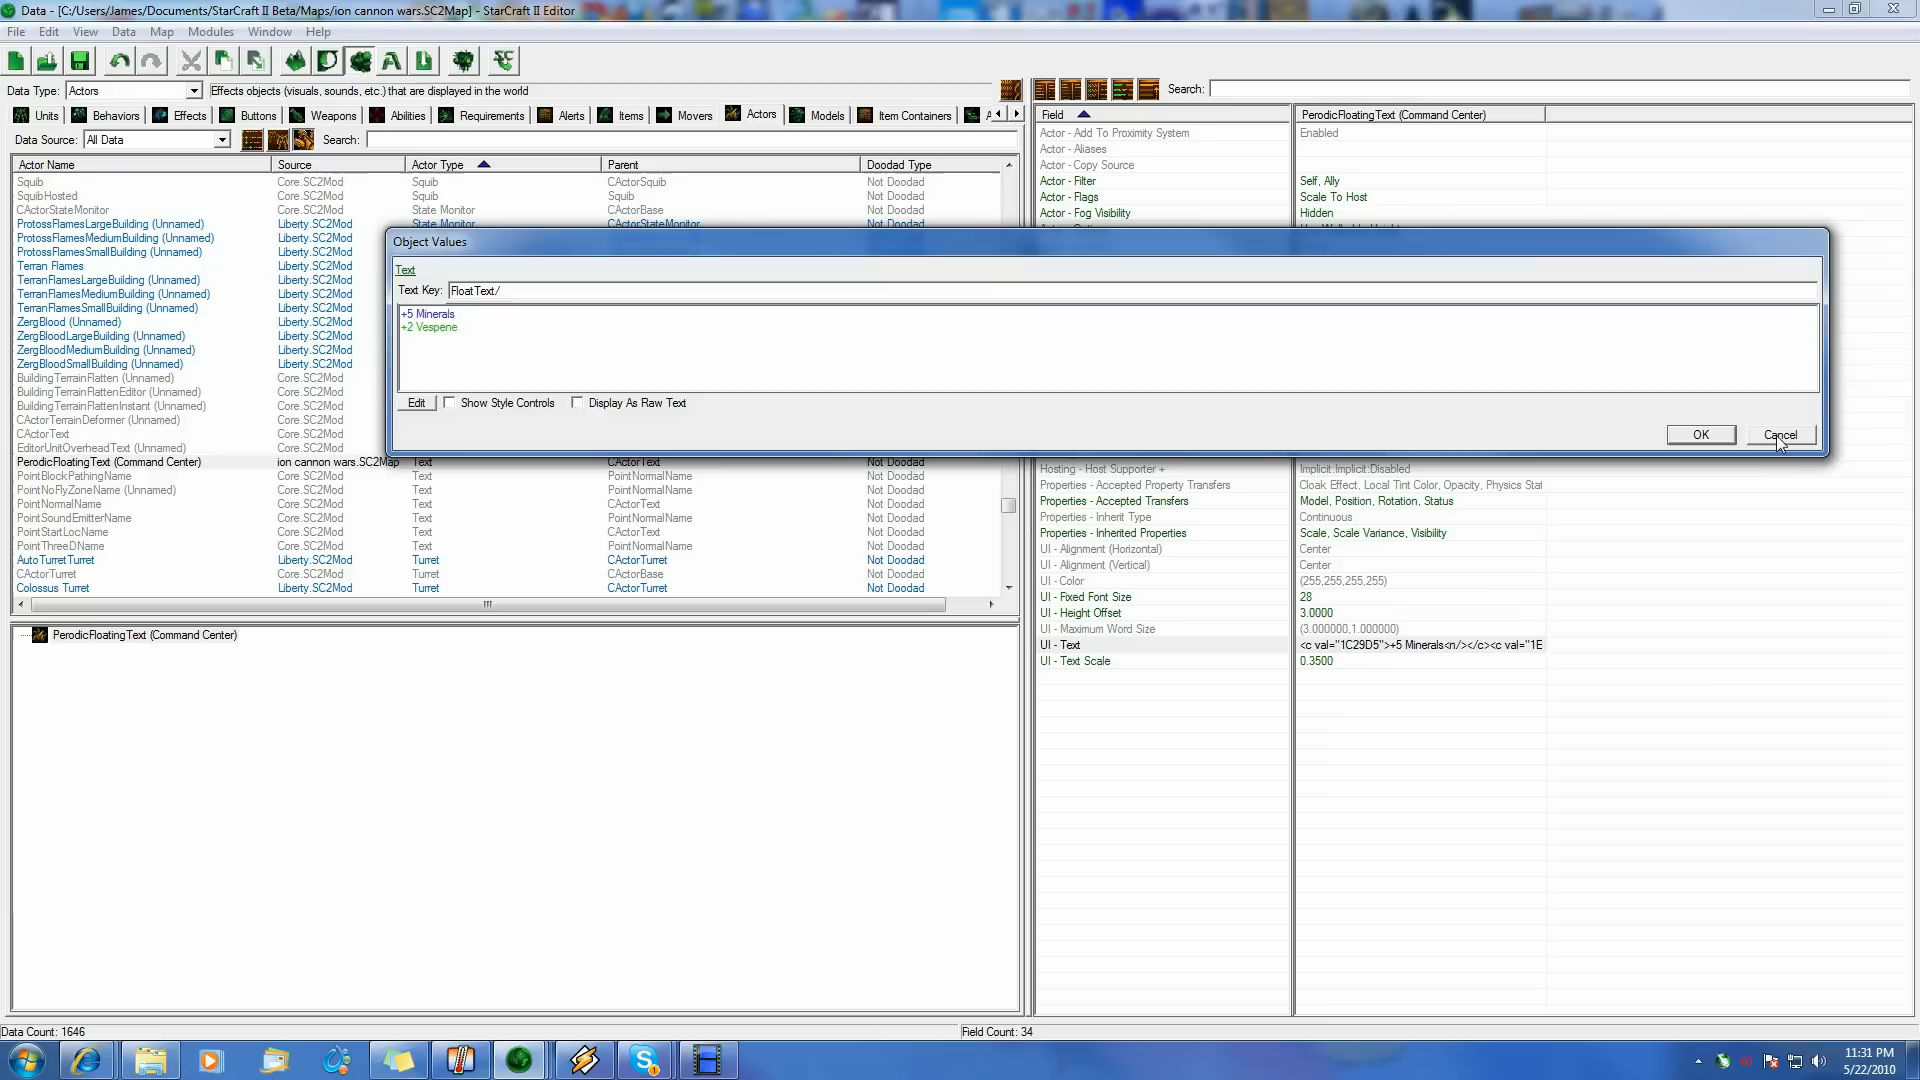 Data - [C:/Users/James/Documents/StarCraft II Beta/Maps/ion cannon wars.SC2Map] - StarCraft II Editor
File Edit View Data Map Modules Window Help
Data Type: Actors Effects objects (visuals, sounds, etc.) that are displayed in the world
Search:
Units Behaviors Effects Buttons Weapons Abilities Requirements Alerts Items Movers Actors Models Item Containers A
Data Source: All Data Search:
Actor Name Source Actor Type Parent Doodad Type
Squib Core.SC2Mod Squib CActorSquib Not Doodad
SquibHosted Core.SC2Mod Squib Squib Not Doodad
CActorStateMonitor Core.SC2Mod State Monitor CActorBase Not Doodad
ProtossFlamesLargeBuilding (Unnamed) Liberty.SC2Mod State Monitor CActorStateMonitor Not Doodad
ProtossFlamesMediumBuilding (Unnamed) Liberty.SC2Mod
ProtossFlamesSmallBuilding (Unnamed) Liberty.SC2Mod
Terran Flames Liberty.SC2Mod
TerranFlamesLargeBuilding (Unnamed) Liberty.SC2Mod
TerranFlamesMediumBuilding (Unnamed) Liberty.SC2Mod
TerranFlamesSmallBuilding (Unnamed) Liberty.SC2Mod
ZergBlood (Unnamed) Liberty.SC2Mod
ZergBloodLargeBuilding (Unnamed) Liberty.SC2Mod
ZergBloodMediumBuilding (Unnamed) Liberty.SC2Mod
ZergBloodSmallBuilding (Unnamed) Liberty.SC2Mod
BuildingTerrainFlatten (Unnamed) Core.SC2Mod
BuildingTerrainFlattenEditor (Unnamed) Core.SC2Mod
BuildingTerrainFlattenInstant (Unnamed) Core.SC2Mod
CActorTerrainDeformer (Unnamed) Core.SC2Mod
CActorText Core.SC2Mod
EditorUnitOverheadText (Unnamed) Core.SC2Mod
PerodicFloatingText (Command Center) ion cannon wars.SC2Map Text CActorText Not Doodad
PointBlockPathingName Core.SC2Mod Text PointNormalName Not Doodad
PointNoFlyZoneName (Unnamed) Core.SC2Mod Text PointNormalName Not Doodad
PointNormalName Core.SC2Mod Text CActorText Not Doodad
PointSoundEmitterName Core.SC2Mod Text PointNormalName Not Doodad
PointStartLocName Core.SC2Mod Text CActorText Not Doodad
PointThreeDName Core.SC2Mod Text PointNormalName Not Doodad
AutoTurretTurret Liberty.SC2Mod Turret CActorTurret Not Doodad
CActorTurret Core.SC2Mod Turret CActorBase Not Doodad
Colossus Turret Liberty.SC2Mod Turret CActorTurret Not Doodad
PerodicFloatingText (Command Center)
Object Values
Text
Text Key: FloatText/
+5 Minerals
+2 Vespene
Edit Show Style Controls Display As Raw Text
OK Cancel
Field PerodicFloatingText (Command Center)
Actor - Add To Proximity System Enabled
Actor - Aliases
Actor - Copy Source
Actor - Filter Self, Ally
Actor - Flags Scale To Host
Actor - Fog Visibility Hidden
Hosting - Host Supporter + Implicit:Implicit:Disabled
Properties - Accepted Property Transfers Cloak Effect, Local Tint Color, Opacity, Physics Stat
Properties - Accepted Transfers Model, Position, Rotation, Status
Properties - Inherit Type Continuous
Properties - Inherited Properties Scale, Scale Variance, Visibility
UI - Alignment (Horizontal) Center
UI - Alignment (Vertical) Center
UI - Color (255,255,255,255)
UI - Fixed Font Size 28
UI - Height Offset 3.0000
UI - Maximum Word Size (3.000000,1.000000)
UI - Text <c val="1C29D5">+5 Minerals<n/></c><c val="1E
UI - Text Scale 0.3500
Data Count: 1646 Field Count: 34
11:31 PM
5/22/2010